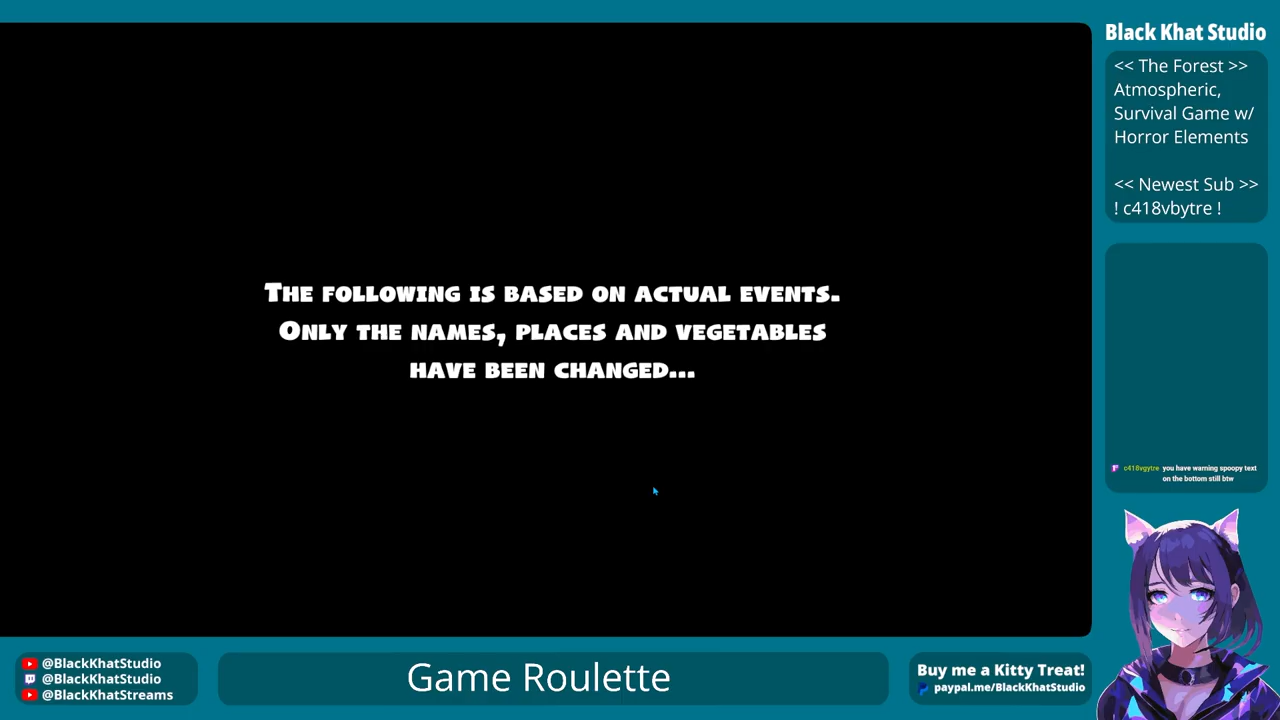 Black Khat Studio
<< The Forest >>
Atmospheric,
Survival Game w/
Horror Elements
<< Newest Sub >>
! c418vbytre !
The following is based on actual events.
Only the names, places and vegetables
have been changed...
c418vgytre you have warning spoopy text
on the bottom still btw
@BlackKhatStudio
@BlackKhatStudio
@BlackKhatStreams
Game Roulette
Buy me a Kitty Treat!
paypal.me/BlackKhatStudio